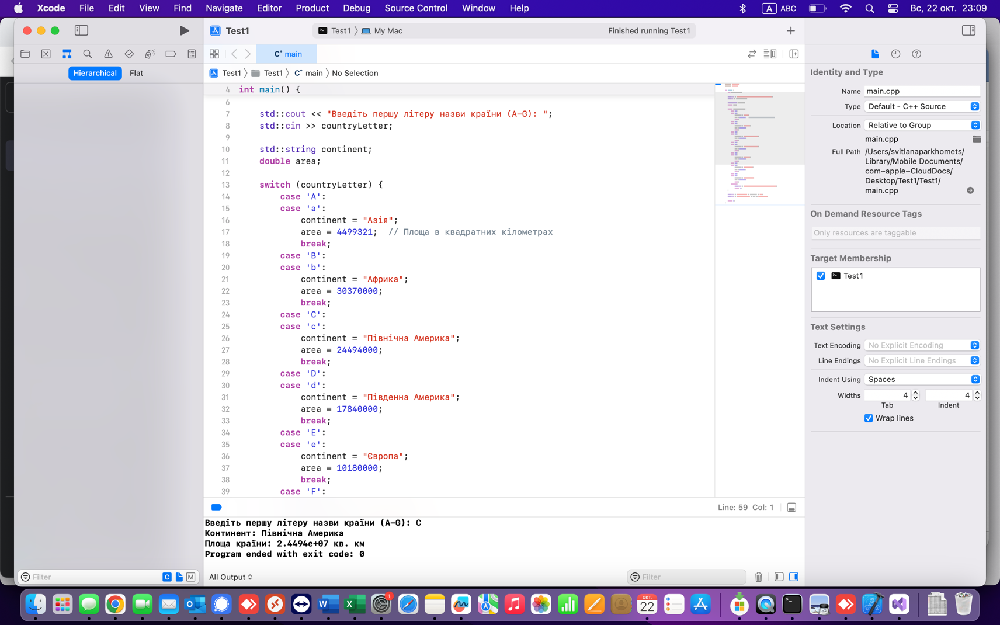 Xcode File Edit View Find Navigate Editor Product Debug Source Control Window Help
A ABC Вс, 22 окт. 23:09
Test1
Test1 My Mac
Finished running Test1
C⁺ main
Hierarchical Flat
Test1 Test1 C⁺ main No Selection
4 int main() {
6
7 std::cout << "Введіть першу літеру назви країни (A-G): ";
8 std::cin >> countryLetter;
9
10 std::string continent;
11 double area;
12
13 switch (countryLetter) {
14 case 'A':
15 case 'a':
16 continent = "Азія";
17 area = 4499321; // Площа в квадратних кілометрах
18 break;
19 case 'B':
20 case 'b':
21 continent = "Африка";
22 area = 30370000;
23 break;
24 case 'C':
25 case 'c':
26 continent = "Північна Америка";
27 area = 24494000;
28 break;
29 case 'D':
30 case 'd':
31 continent = "Південна Америка";
32 area = 17840000;
33 break;
34 case 'E':
35 case 'e':
36 continent = "Європа";
37 area = 10180000;
38 break;
39 case 'F':
Line: 59 Col: 1
Введіть першу літеру назви країни (A-G): C
Континент: Північна Америка
Площа країни: 2.4494e+07 кв. км
Program ended with exit code: 0
Filter C M
All Output
Filter
Identity and Type
Name main.cpp
Type Default - C++ Source
Location Relative to Group
main.cpp
Full Path /Users/svitlanaparkhomets/
Library/Mobile Documents/
com~apple~CloudDocs/
Desktop/Test1/Test1/
main.cpp
On Demand Resource Tags
Only resources are taggable
Target Membership
Test1
Text Settings
Text Encoding No Explicit Encoding
Line Endings No Explicit Line Endings
Indent Using Spaces
Widths 4 4
Tab Indent
Wrap lines
1
ОКТ.
22